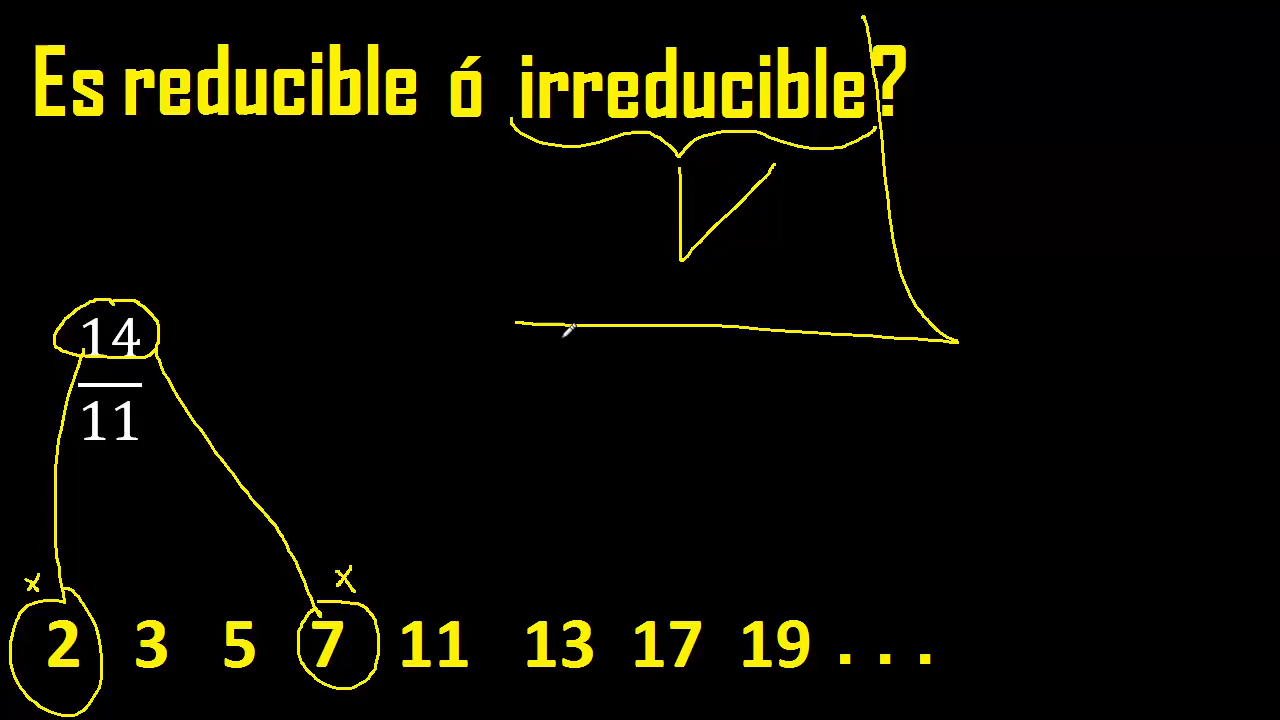 Es reducible ó irreducible?
14
11
x x
2 3 5 7 11 13 17 19 . . .